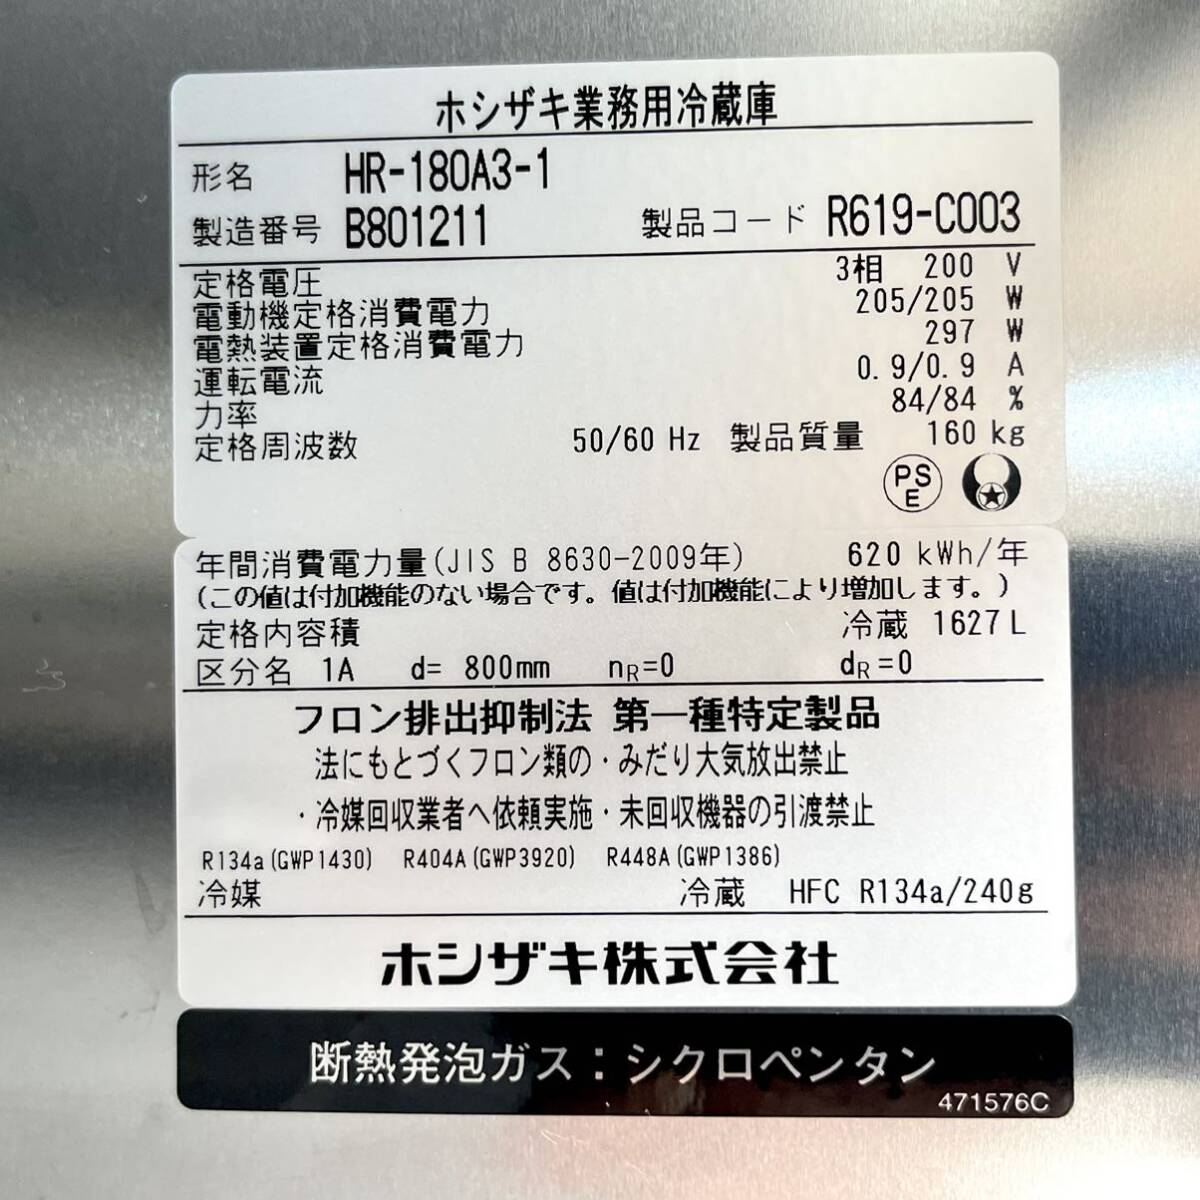 ホシザキ業務用冷蔵庫
形名 HR-180A3-1
製造番号 B801211 製品コード R619-C003
定格電圧 3相 200 V
電動機定格消費電力 205/205 W
電熱装置定格消費電力 297 W
運転電流 0.9/0.9 A
力率 84/84 %
定格周波数 50/60 Hz 製品質量 160 kg
PS
E
年間消費電力量(JIS B 8630-2009年) 620 kWh/年
(この値は付加機能のない場合です。値は付加機能により増加します。)
定格内容積 冷蔵 1627L
区分名 1A d= 800mm nR=0 dR=0
フロン排出抑制法 第一種特定製品
法にもとづくフロン類の・みだり大気放出禁止
・冷媒回収業者へ依頼実施・未回収機器の引渡禁止
R134a(GWP1430) R404A(GWP3920) R448A(GWP1386)
冷媒 冷蔵 HFC R134a/240g
ホシザキ株式会社
断熱発泡ガス:シクロペンタン
471576C